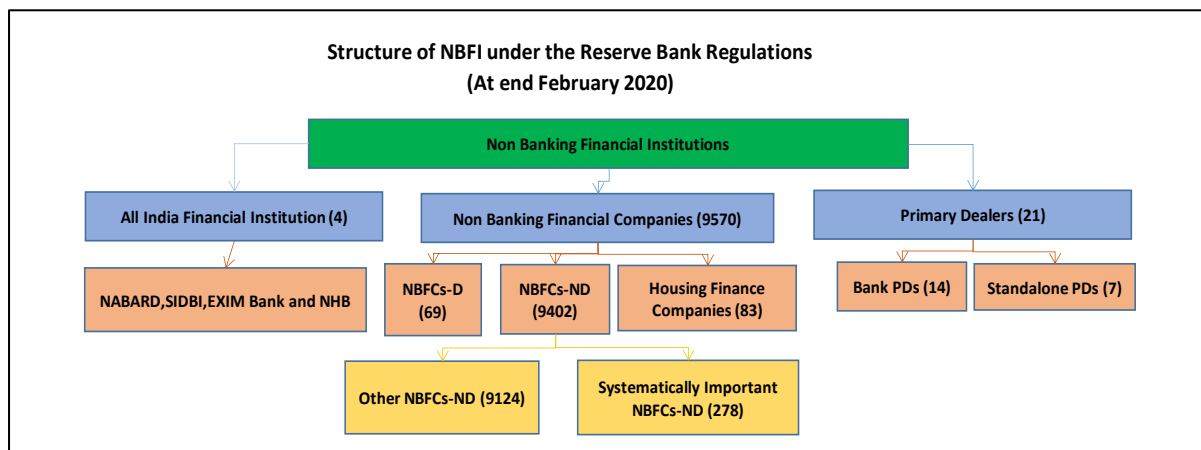 Structure of NBFI under the Reserve Bank Regulations
(At end February 2020)
Non Banking Financial Institutions
All India Financial Institution (4)
Non Banking Financial Companies (9570)
Primary Dealers (21)
NABARD,SIDBI,EXIM Bank and NHB
NBFCs-D
(69)
NBFCs-ND
(9402)
Housing Finance
Companies (83)
Bank PDs (14)
Standalone PDs (7)
Other NBFCs-ND (9124)
Systematically Important
NBFCs-ND (278)